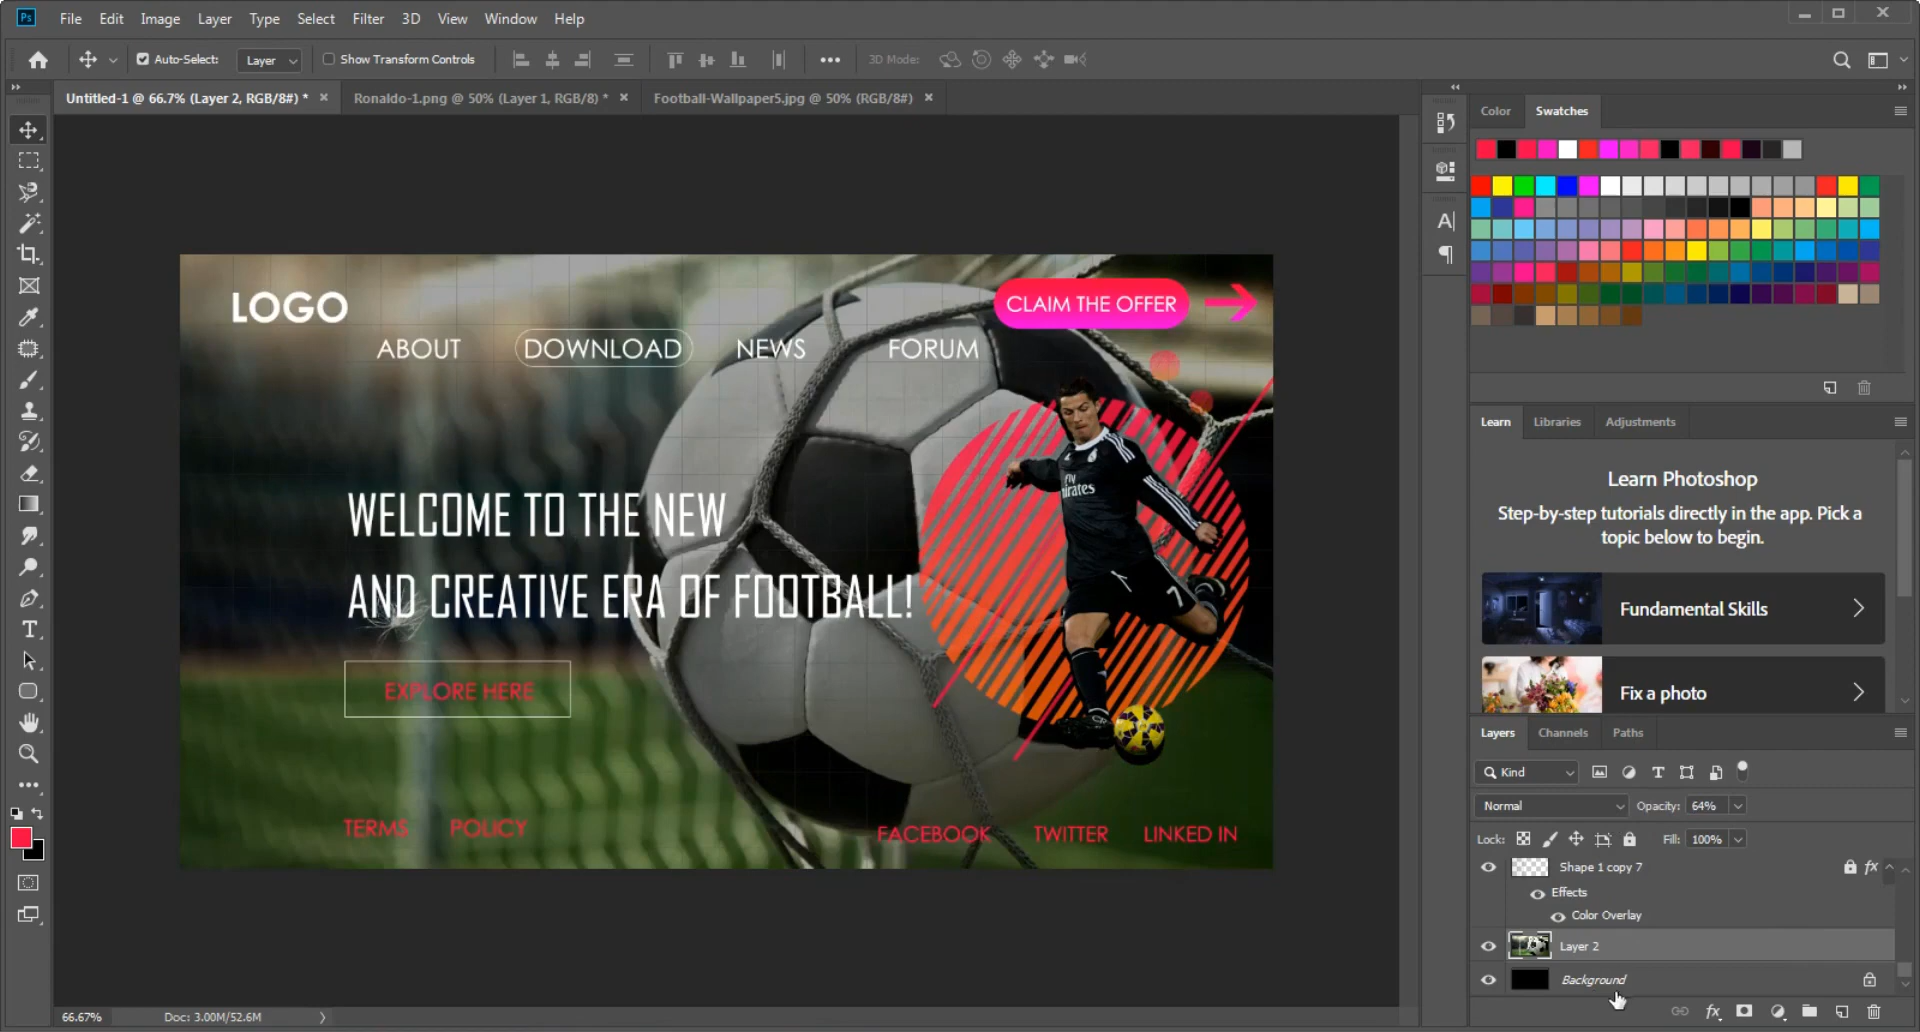 Ps File Edit Image Layer Type Select Filter 3D View Window Help
Auto-Select: Layer Show Transform Controls 3D Mode:
Untitled-1 @ 66.7% (Layer 2, RGB/8#) * Ronaldo-1.png @ 50% (Layer 1, RGB/8) * Football-Wallpaper5.jpg @ 50% (RGB/8#)
Color Swatches
LOGO
CLAIM THE OFFER
ABOUT DOWNLOAD NEWS FORUM
WELCOME TO THE NEW
AND CREATIVE ERA OF FOOTBALL!
EXPLORE HERE
TERMS POLICY
FACEBOOK TWITTER LINKED IN
Fly
Emirates
7
Learn Libraries Adjustments
Learn Photoshop
Step-by-step tutorials directly in the app. Pick a
topic below to begin.
Fundamental Skills
Fix a photo
Layers Channels Paths
Kind
Normal Opacity: 64%
Lock: Fill: 100%
Shape 1 copy 7 fx
Effects
Color Overlay
Layer 2
Background
fx
66.67% Doc: 3.00M/52.6M